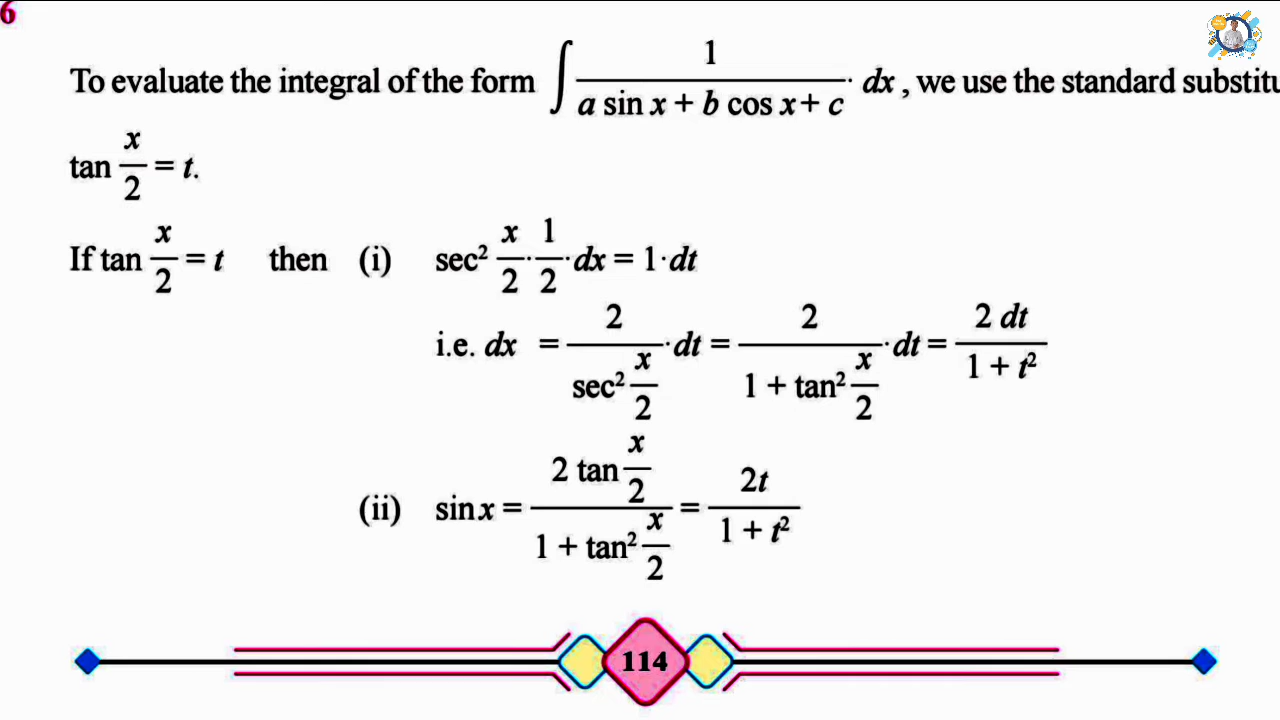 6
To evaluate the integral of the form ∫ 1/(a sin x + b cos x + c) · dx , we use the standard substitu
tan x/2 = t.
If tan x/2 = t then (i) sec² x/2 · 1/2 · dx = 1 · dt
i.e. dx = 2/(sec² x/2) · dt = 2/(1 + tan² x/2) · dt = 2 dt/(1 + t²)
(ii) sin x = (2 tan x/2)/(1 + tan² x/2) = 2t/(1 + t²)
114